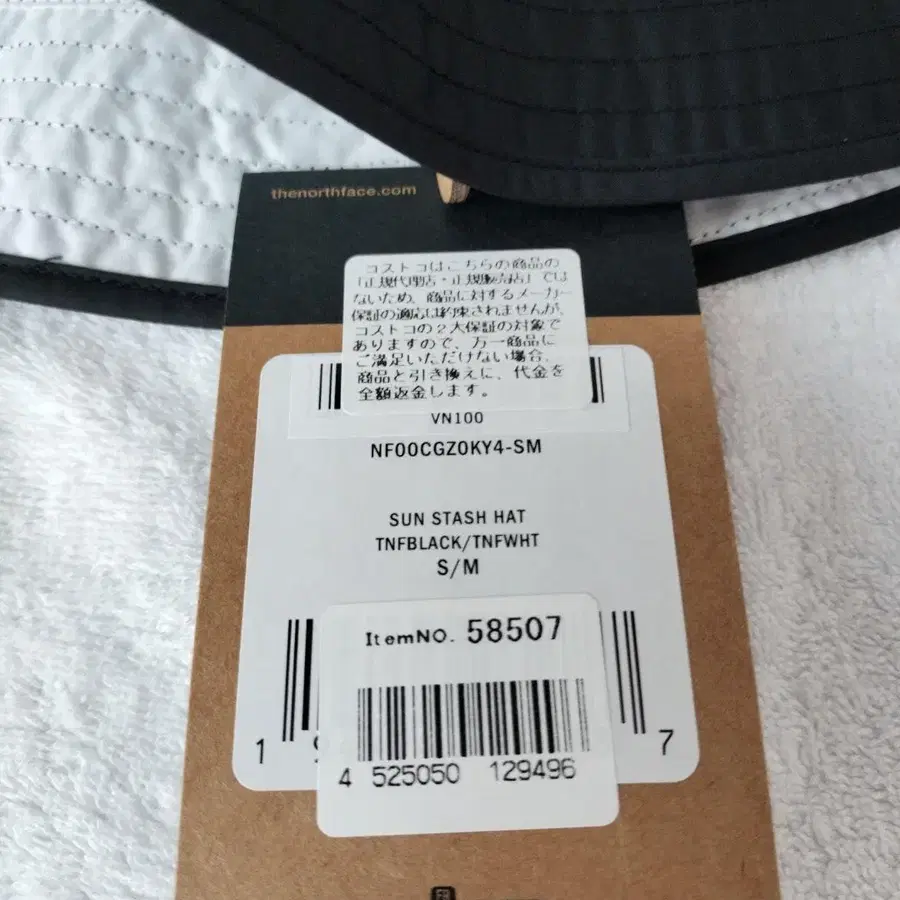 thenorthface.com
コストコはこちらの商品の
「正規代理店・正規販売店」では
ないため、商品に対するメーカー
保証の適応は約束されませんが、
コストコの2大保証の対象で
ありますので、万一商品に
ご満足いただけない場合、
商品と引き換えに、代金を
全額返金します。
VN100
NF00CGZ0KY4-SM
SUN STASH HAT
TNFBLACK/TNFWHT
S/M
ItemNO. 58507
1 9 7
4 525050 129496